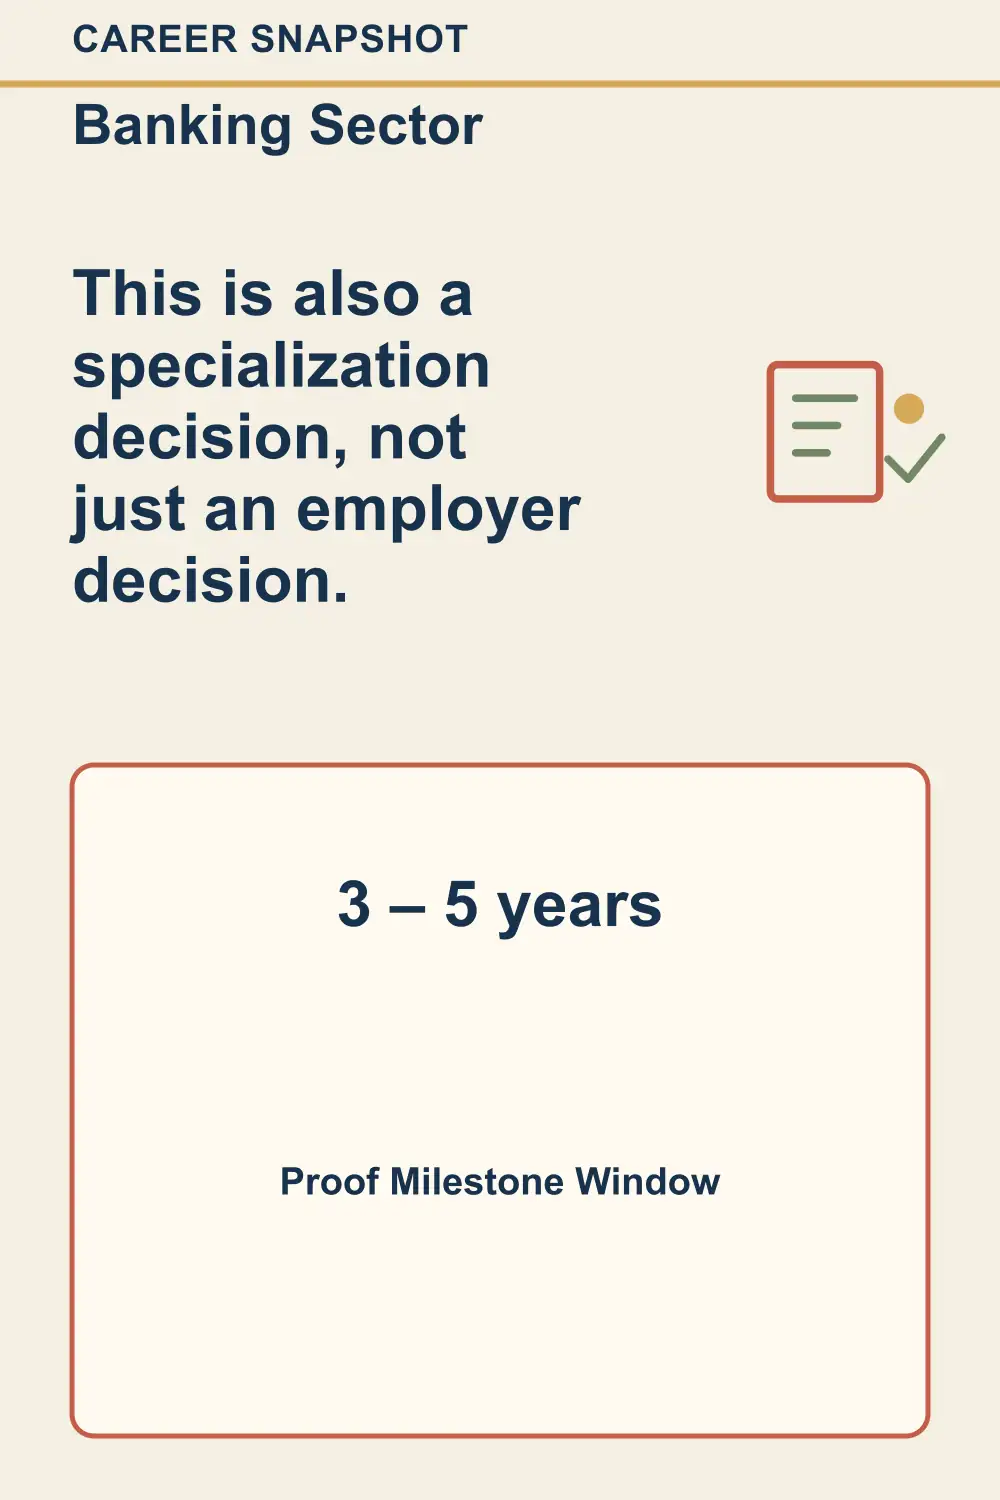 CAREER SNAPSHOT
Banking Sector
This is also a
specialization
decision, not
just an employer
decision.
3 – 5 years
Proof Milestone Window